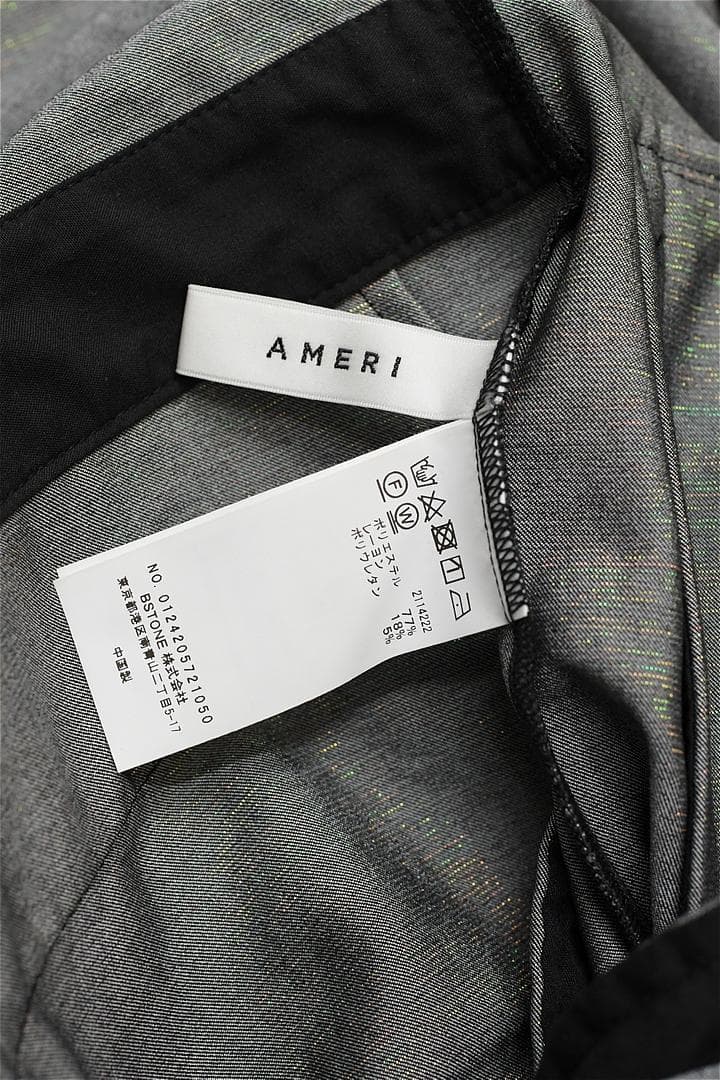 AMERI
F W
2114222
ポリエステル 77%
レーヨン 18%
ポリウレタン 5%
NO. 01242057210​50
BSTONE 株式会社
東京都港区南青山二丁目5-17
中国製